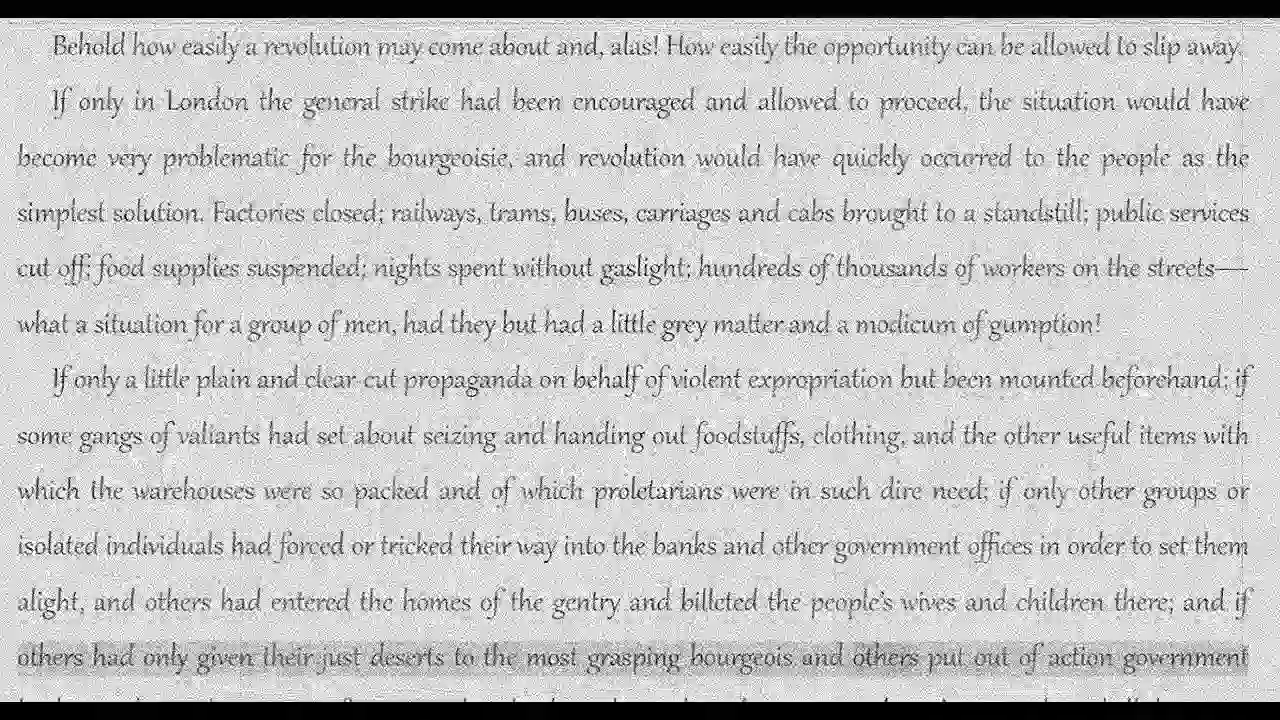 Behold how easily a revolution may come about and, alas! How easily the opportunity can be allowed to slip away.
If only in London the general strike had been encouraged and allowed to proceed, the situation would have
become very problematic for the bourgeoisie, and revolution would have quickly occurred to the people as the
simplest solution. Factories closed; railways, trams, buses, carriages and cabs brought to a standstill; public services
cut off; food supplies suspended; nights spent without gaslight; hundreds of thousands of workers on the streets—
what a situation for a group of men, had they but had a little grey matter and a modicum of gumption!
If only a little plain and clear-cut propaganda on behalf of violent expropriation but been mounted beforehand; if
some gangs of valiants had set about seizing and handing out foodstuffs, clothing, and the other useful items with
which the warehouses were so packed and of which proletarians were in such dire need; if only other groups or
isolated individuals had forced or tricked their way into the banks and other government offices in order to set them
alight, and others had entered the homes of the gentry and billeted the people's wives and children there; and if
others had only given their just deserts to the most grasping bourgeois and others put out of action government